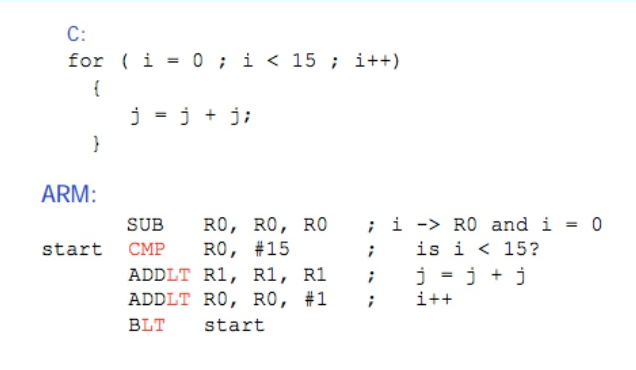 C:
for ( i = 0 ; i < 15 ; i++)
{
j = j + j;
}
ARM:
SUB R0, R0, R0 ; i -> R0 and i = 0
start CMP R0, #15 ; is i < 15?
ADDLT R1, R1, R1 ; j = j + j
ADDLT R0, R0, #1 ; i++
BLT start